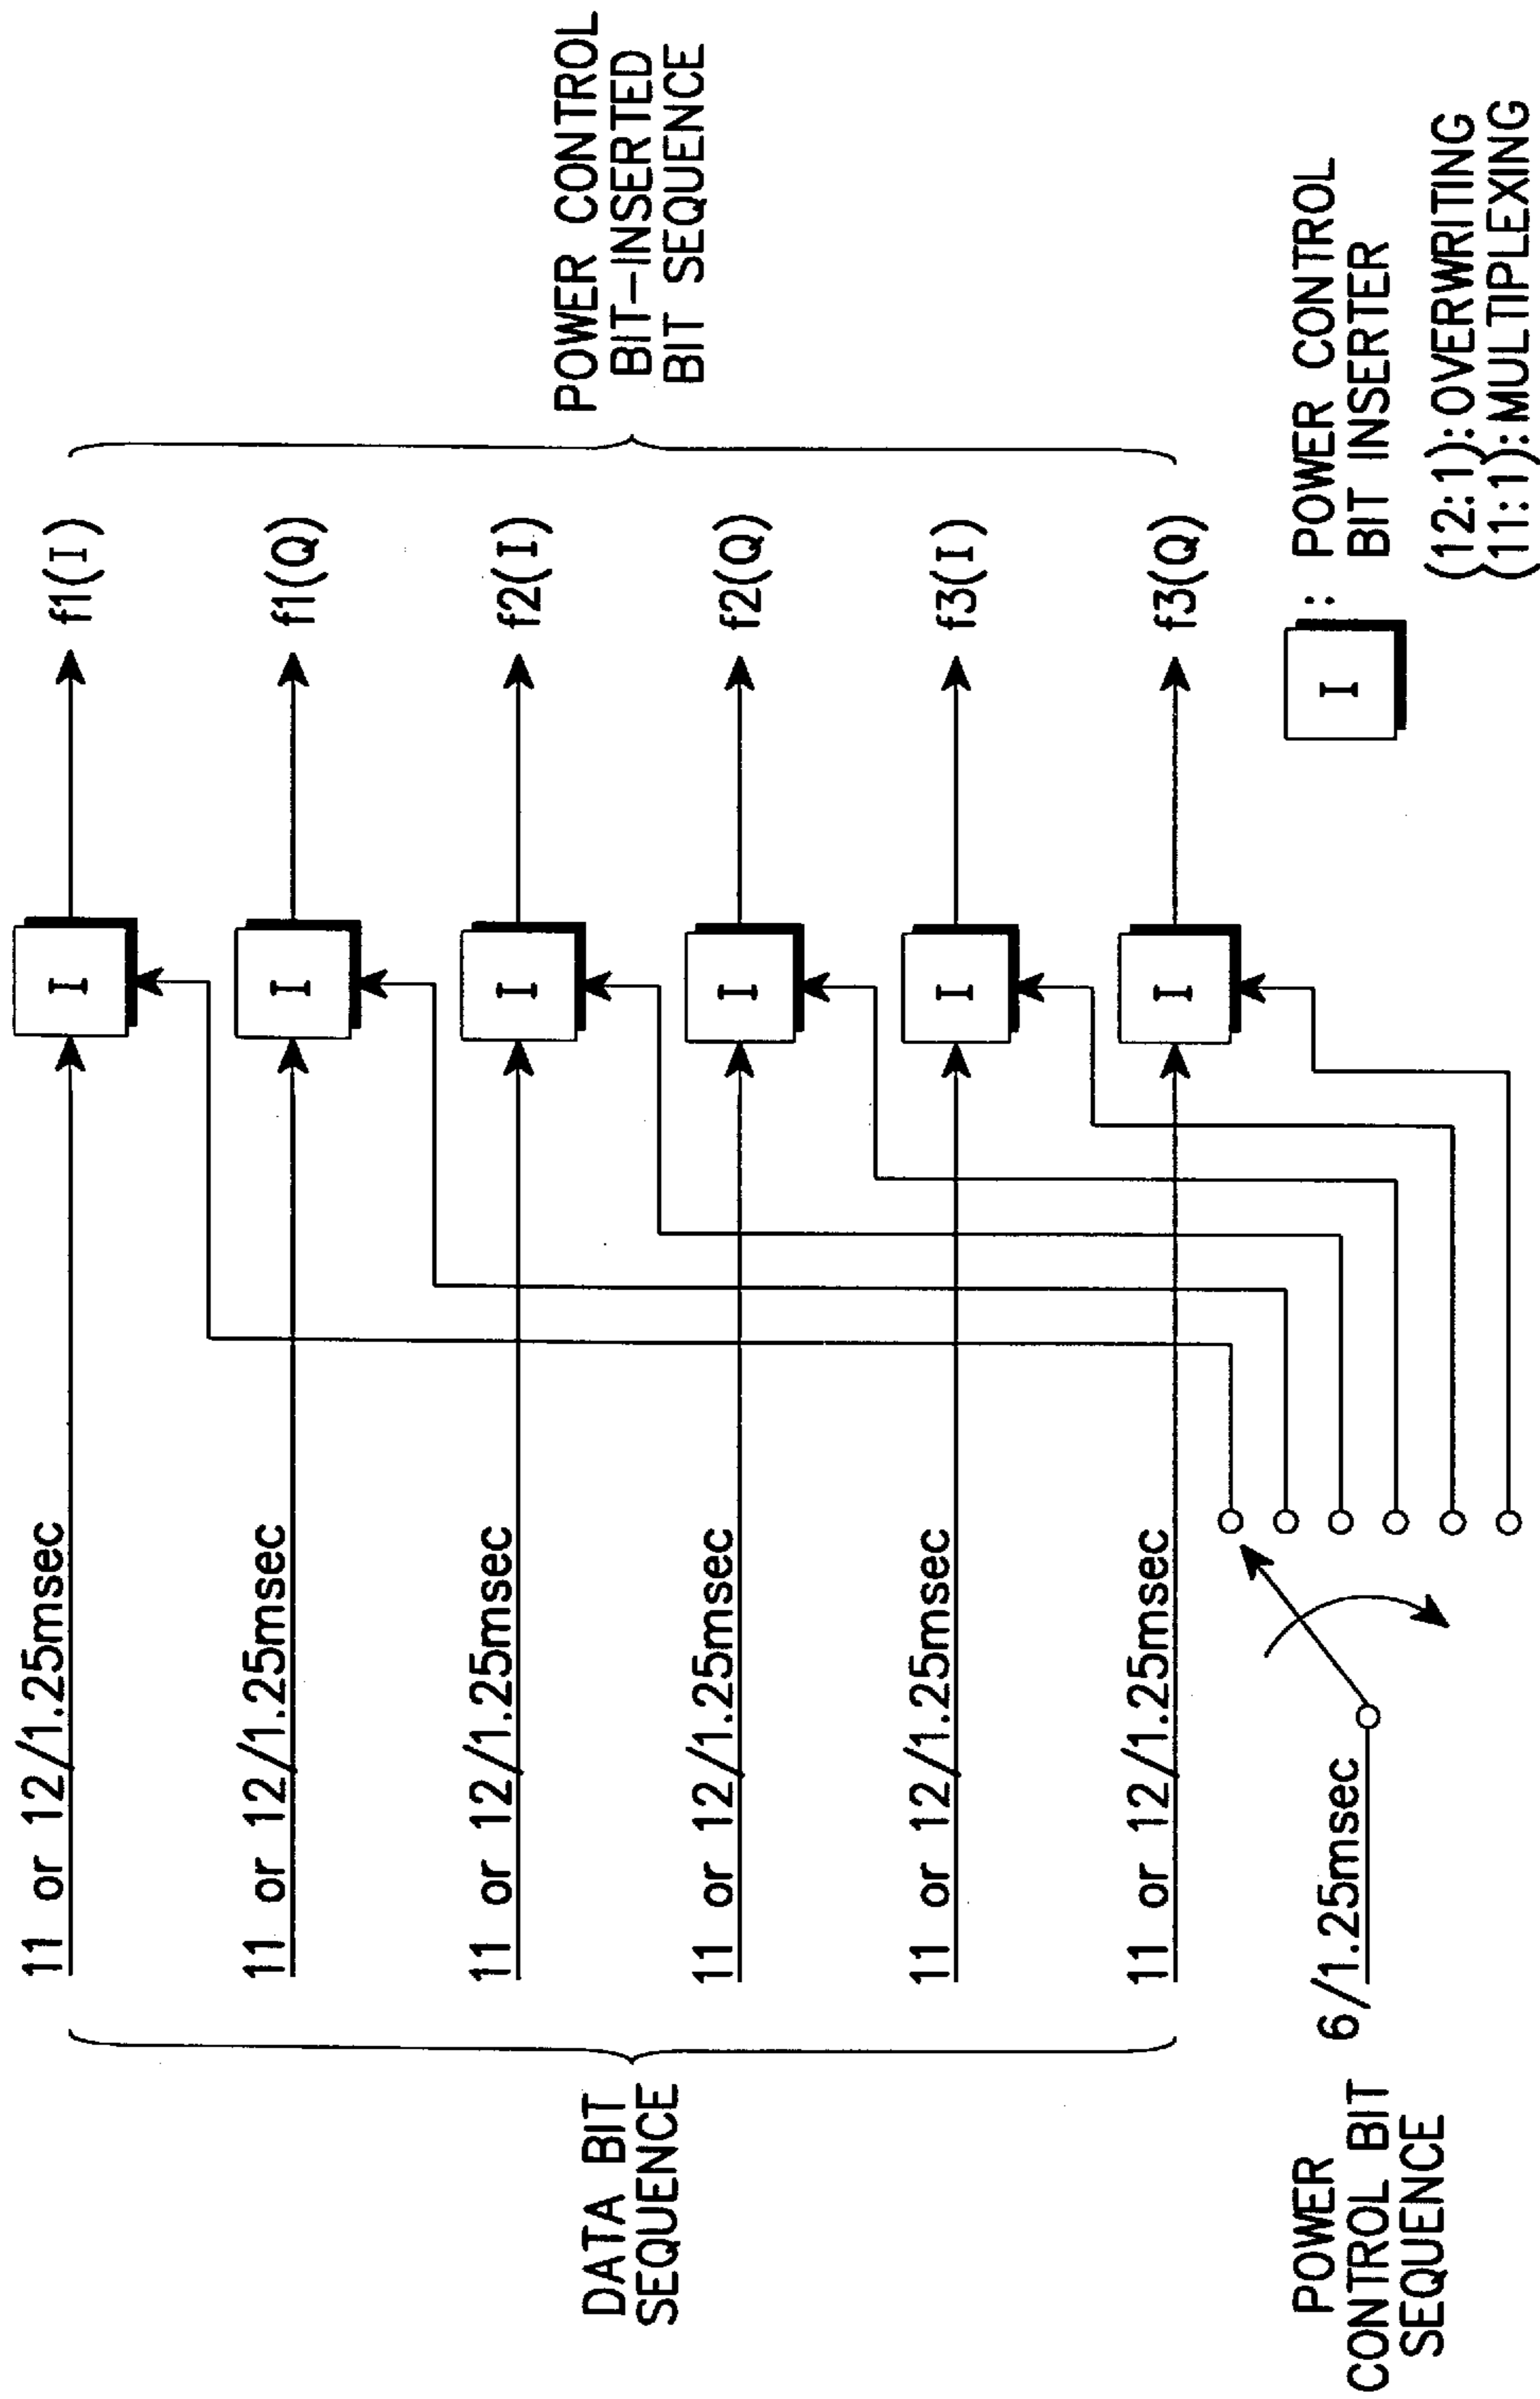 11 or 12/1.25msec
I
f1(I)
11 or 12/1.25msec
I
f1(Q)
11 or 12/1.25msec
I
f2(I)
11 or 12/1.25msec
I
f2(Q)
11 or 12/1.25msec
I
f3(I)
11 or 12/1.25msec
I
f3(Q)
DATA BIT
SEQUENCE
POWER CONTROL
BIT-INSERTED
BIT SEQUENCE
POWER
CONTROL BIT
SEQUENCE
6/1.25msec
I
: POWER CONTROL
BIT INSERTER
(12:1):OVERWRITING
(11:1):MULTIPLEXING